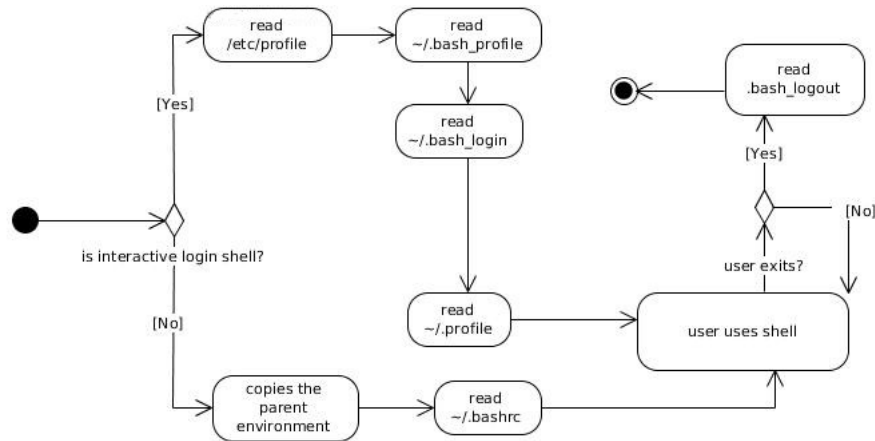 read
/etc/profile
read
~/.bash_profile
read
.bash_logout
[Yes]
read
~/.bash_login
[Yes]
[No]
is interactive login shell?
user exits?
[No]
read
~/.profile
user uses shell
copies the
parent
environment
read
~/.bashrc